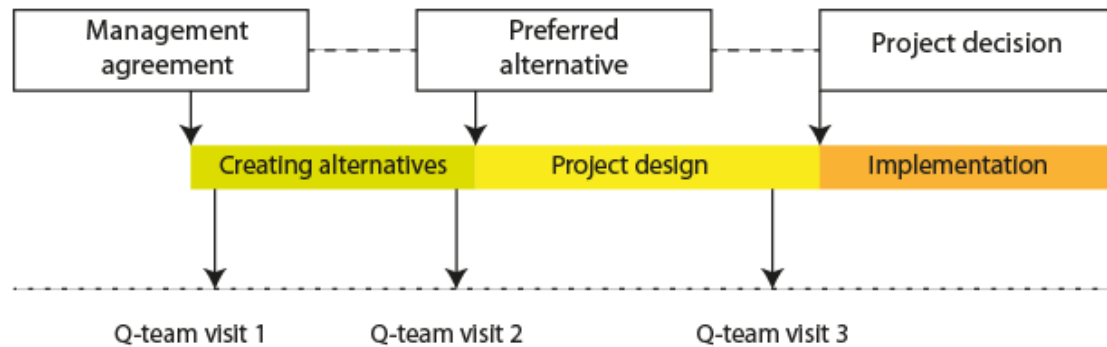 Management
agreement
Preferred
alternative
Project decision
Creating alternatives
Project design
Implementation
Q-team visit 1
Q-team visit 2
Q-team visit 3